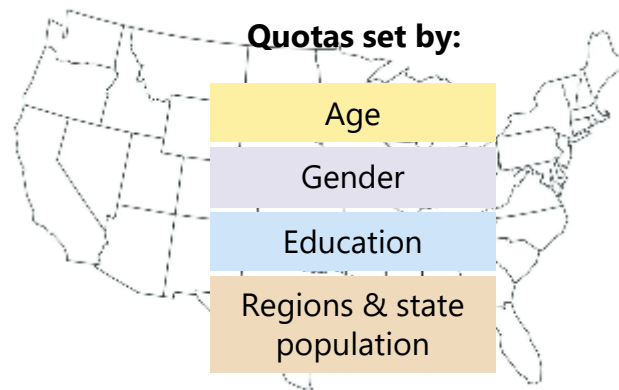 Quotas set by:
Age
Gender
Education
Regions & state
population